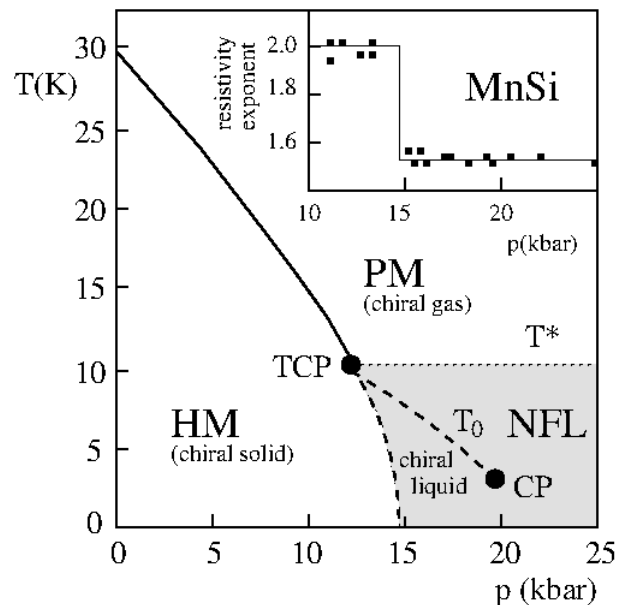 T(K)
30
25
20
15
10
5
0
0
5
10
15
20
25
p (kbar)
resistivity
exponent
2.0
1.8
1.6
MnSi
10
15
20
p(kbar)
PM
(chiral gas)
T*
TCP
HM
(chiral solid)
T0
NFL
chiral
liquid
CP